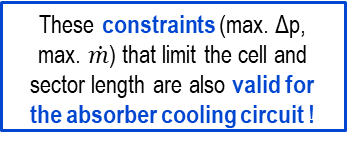 These constraints (max. Δp,
max. ṁ) that limit the cell and
sector length are also valid for
the absorber cooling circuit !